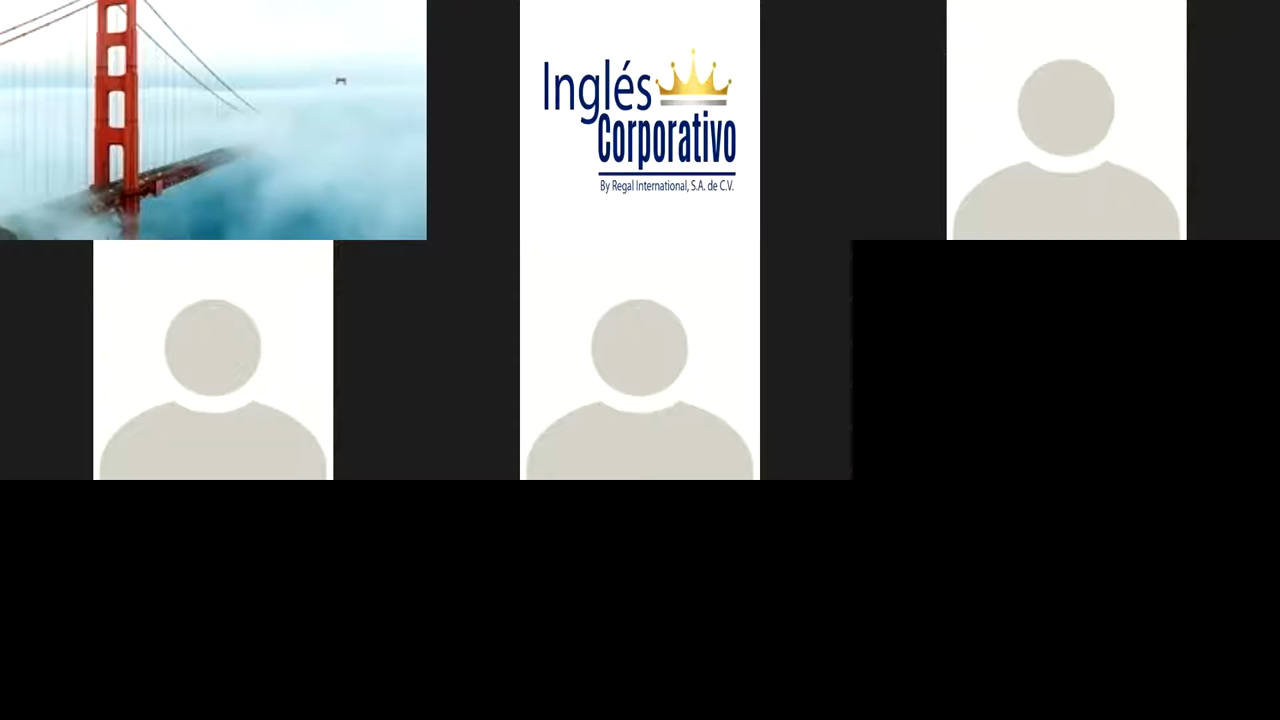 Inglés
Corporativo
By Regal International, S.A. de C.V.